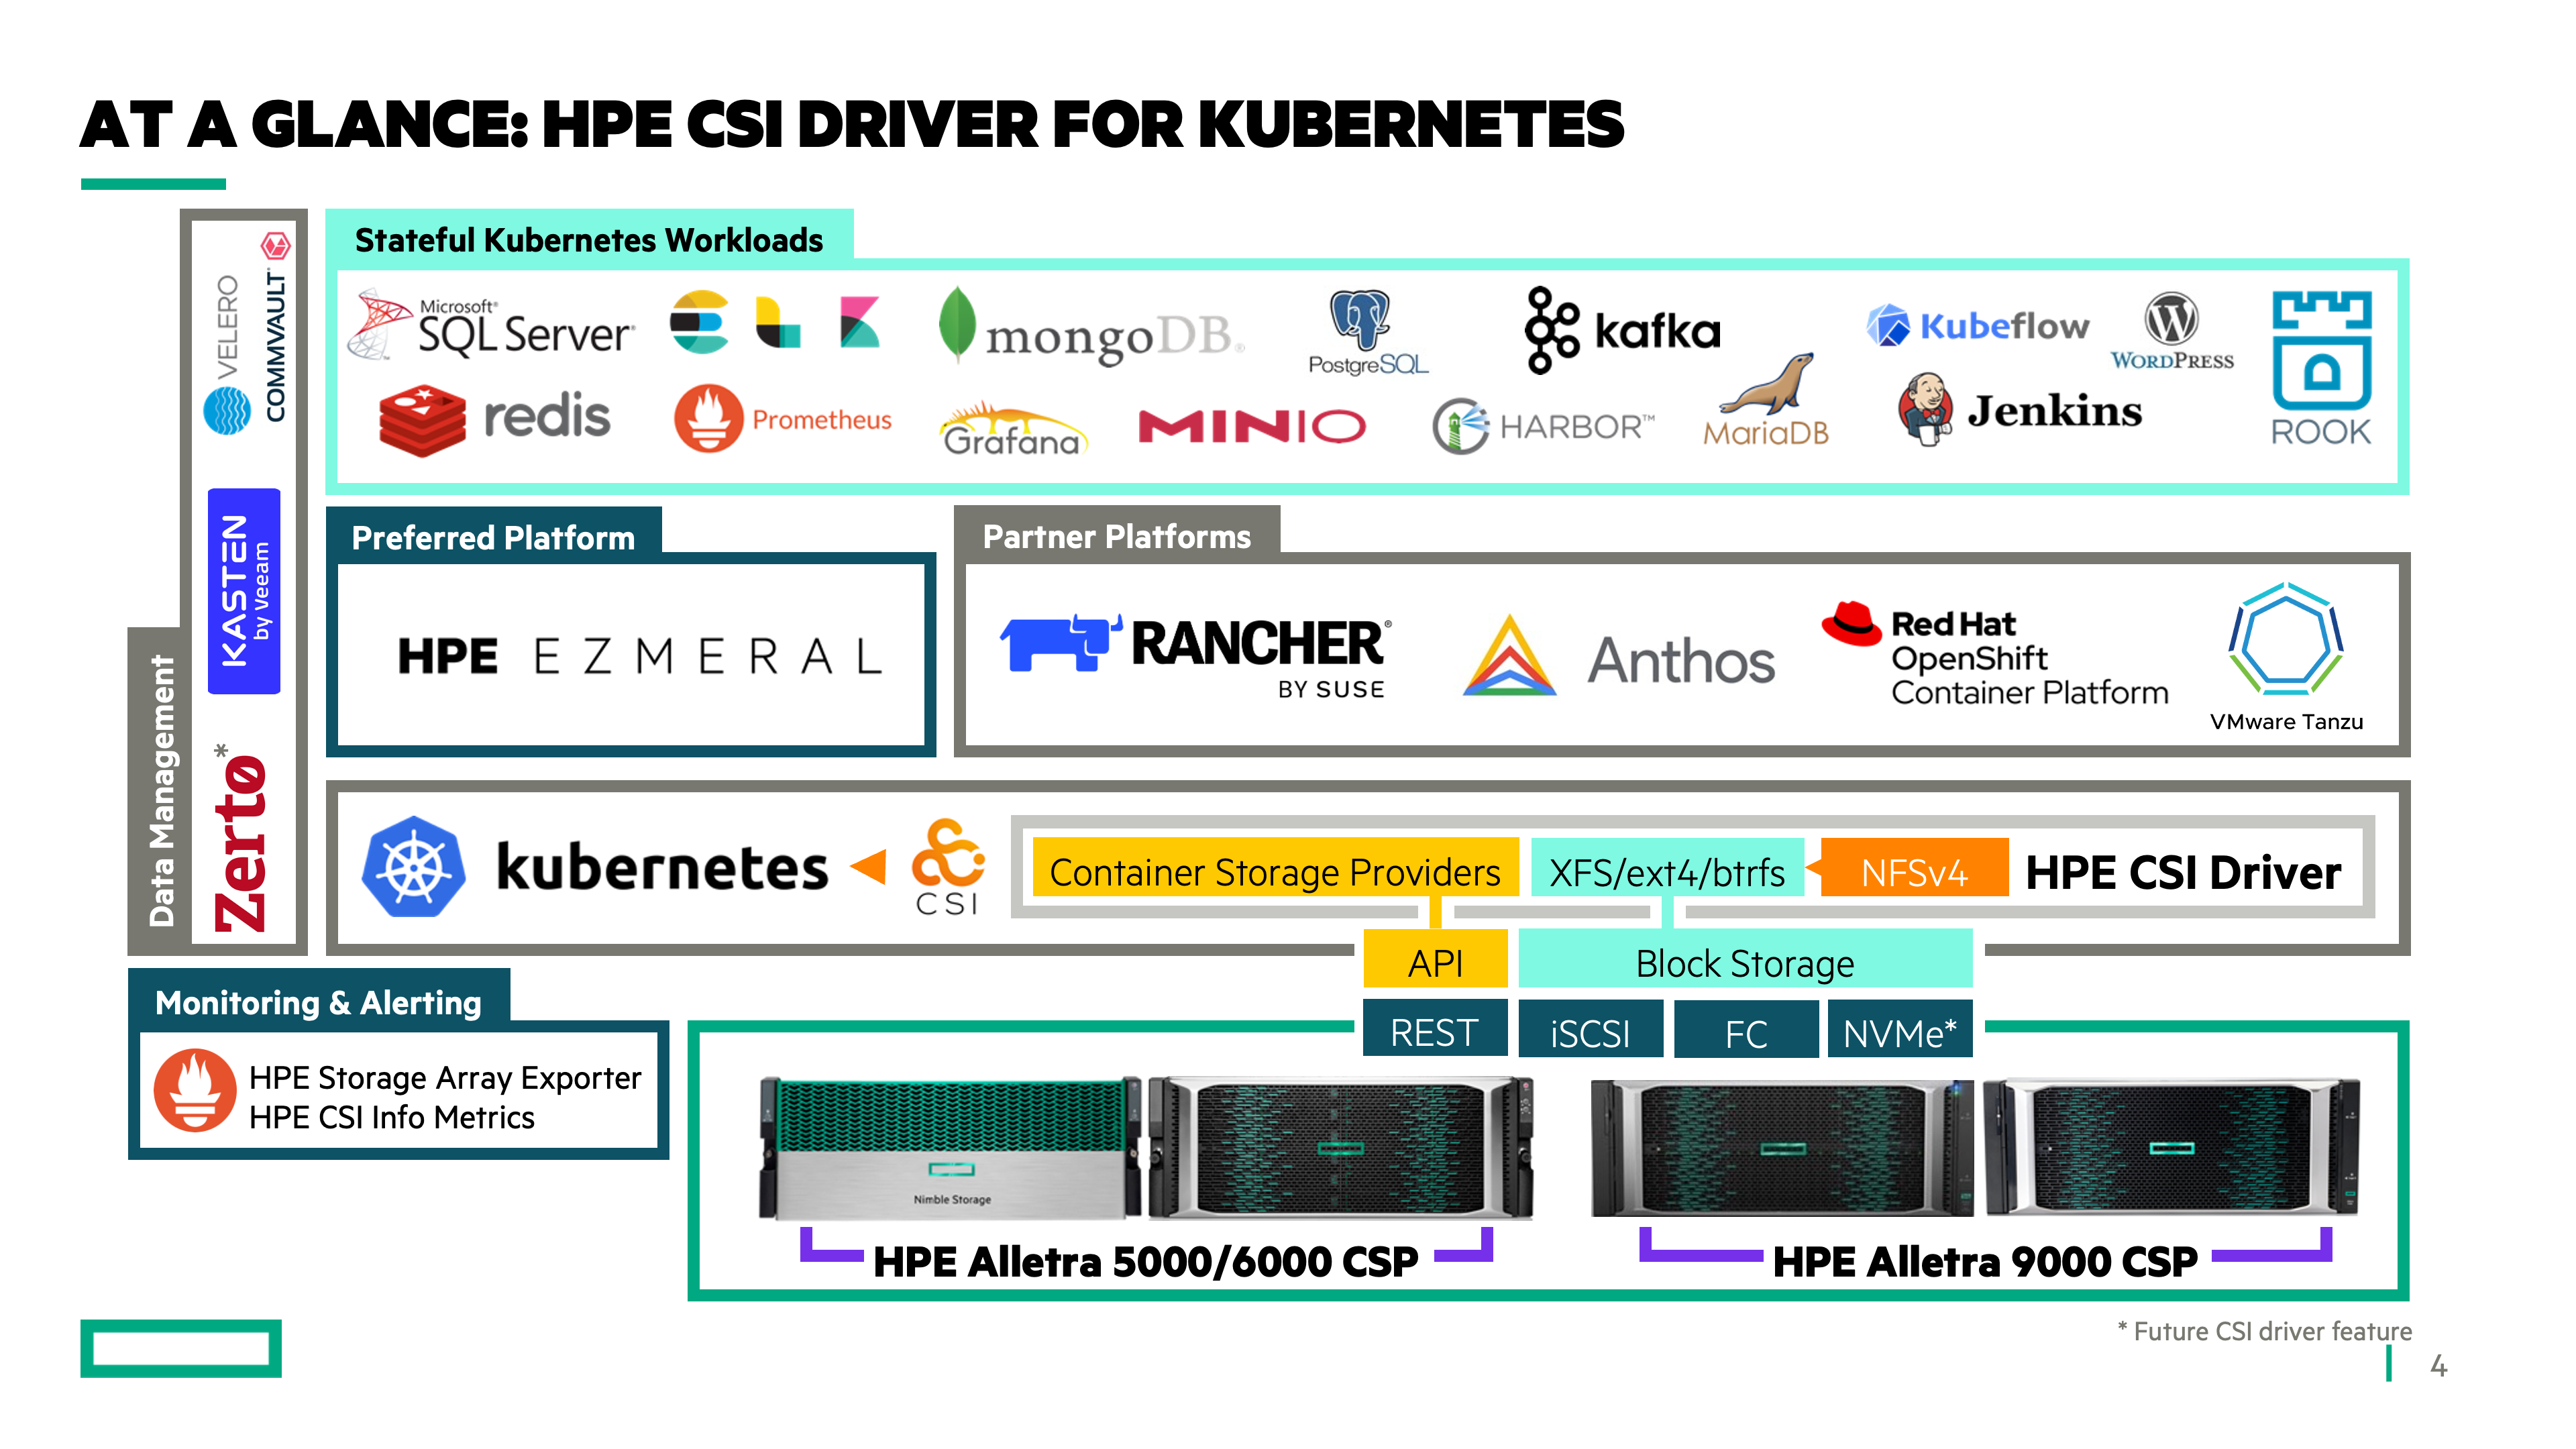 AT A GLANCE: HPE CSI DRIVER FOR KUBERNETES
Stateful Kubernetes Workloads
Microsoft®
SQL Server®
mongoDB®
PostgreSQL
kafka
Kubeflow
WORDPRESS
redis
Prometheus
Grafana
MINIO
HARBOR™
MariaDB
Jenkins
ROOK
Data Management
VELERO
COMMVAULT
KASTEN
by Veeam
Zerto*
Preferred Platform
HPE EZMERAL
Partner Platforms
RANCHER®
BY SUSE
Anthos
Red Hat
OpenShift
Container Platform
VMware Tanzu
kubernetes
CSI
Container Storage Providers
XFS/ext4/btrfs
NFSv4
HPE CSI Driver
API
Block Storage
REST
iSCSI
FC
NVMe*
Monitoring & Alerting
HPE Storage Array Exporter
HPE CSI Info Metrics
Nimble Storage
HPE Alletra 5000/6000 CSP
HPE Alletra 9000 CSP
* Future CSI driver feature
4